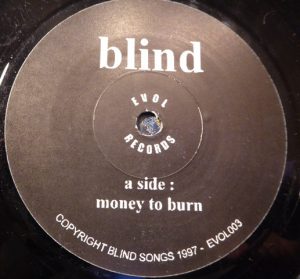 blind
EVOL
RECORDS
a side :
money to burn
COPYRIGHT BLIND SONGS 1997 - EVOL003